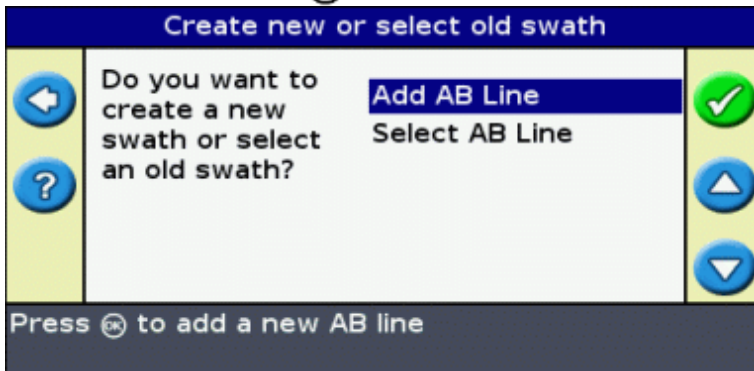 Create new or select old swath
Do you want to
create a new
swath or select
an old swath?
Add AB Line
Select AB Line
?
Press OK to add a new AB line